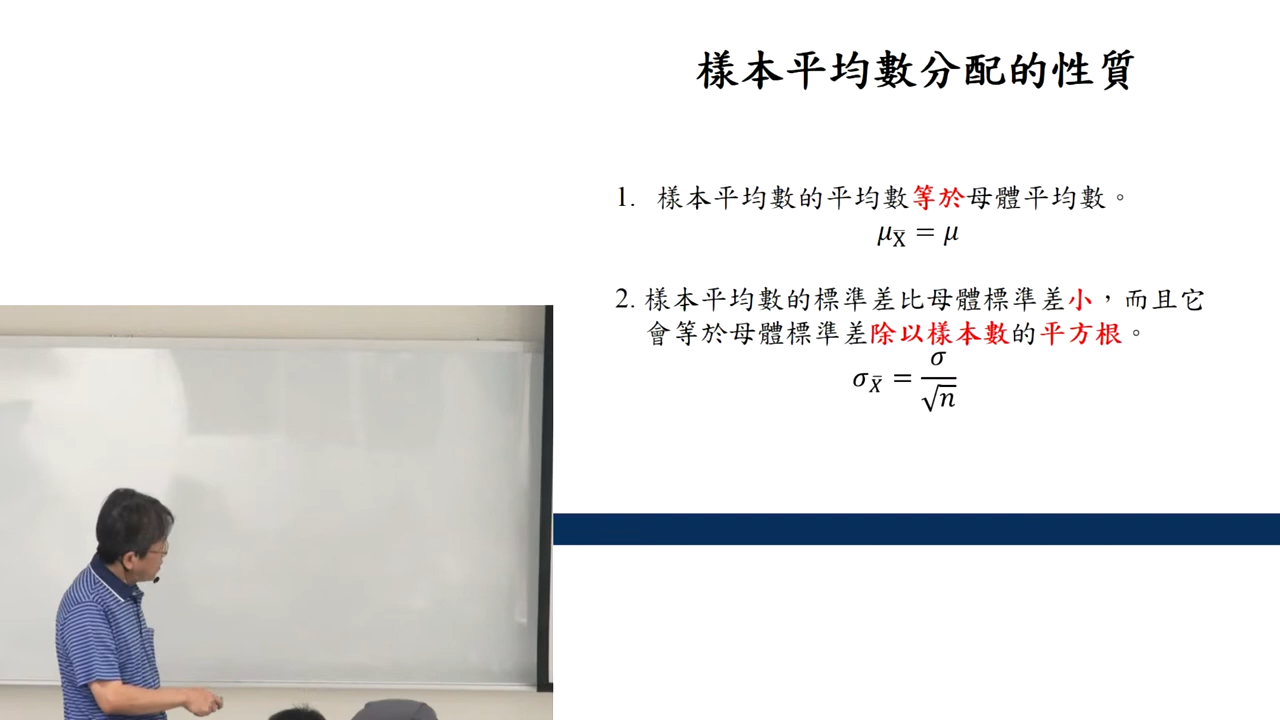 樣本平均數分配的性質
1. 樣本平均數的平均數等於母體平均數。
μ_X̄ = μ
2. 樣本平均數的標準差比母體標準差小，而且它
會等於母體標準差除以樣本數的平方根。
σ_X̄ = σ/√n